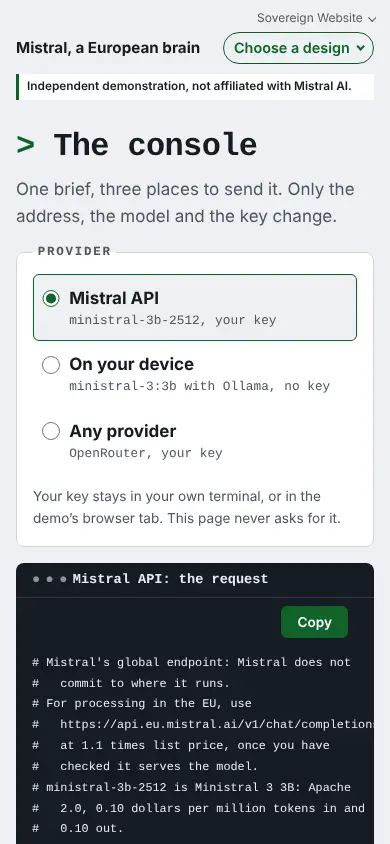 Sovereign Website
Mistral, a European brain
Choose a design
Independent demonstration, not affiliated with Mistral AI.
> The console
One brief, three places to send it. Only the
address, the model and the key change.
PROVIDER
Mistral API
ministral-3b-2512, your key
On your device
ministral-3:3b with Ollama, no key
Any provider
OpenRouter, your key
Your key stays in your own terminal, or in the
demo’s browser tab. This page never asks for it.
Mistral API: the request
Copy
# Mistral's global endpoint: Mistral does not
#   commit to where it runs.
# For processing in the EU, use
#   https://api.eu.mistral.ai/v1/chat/completions
#   at 1.1 times list price, once you have
#   checked it serves the model.
# ministral-3b-2512 is Ministral 3 3B: Apache
#   2.0, 0.10 dollars per million tokens in and
#   0.10 out.